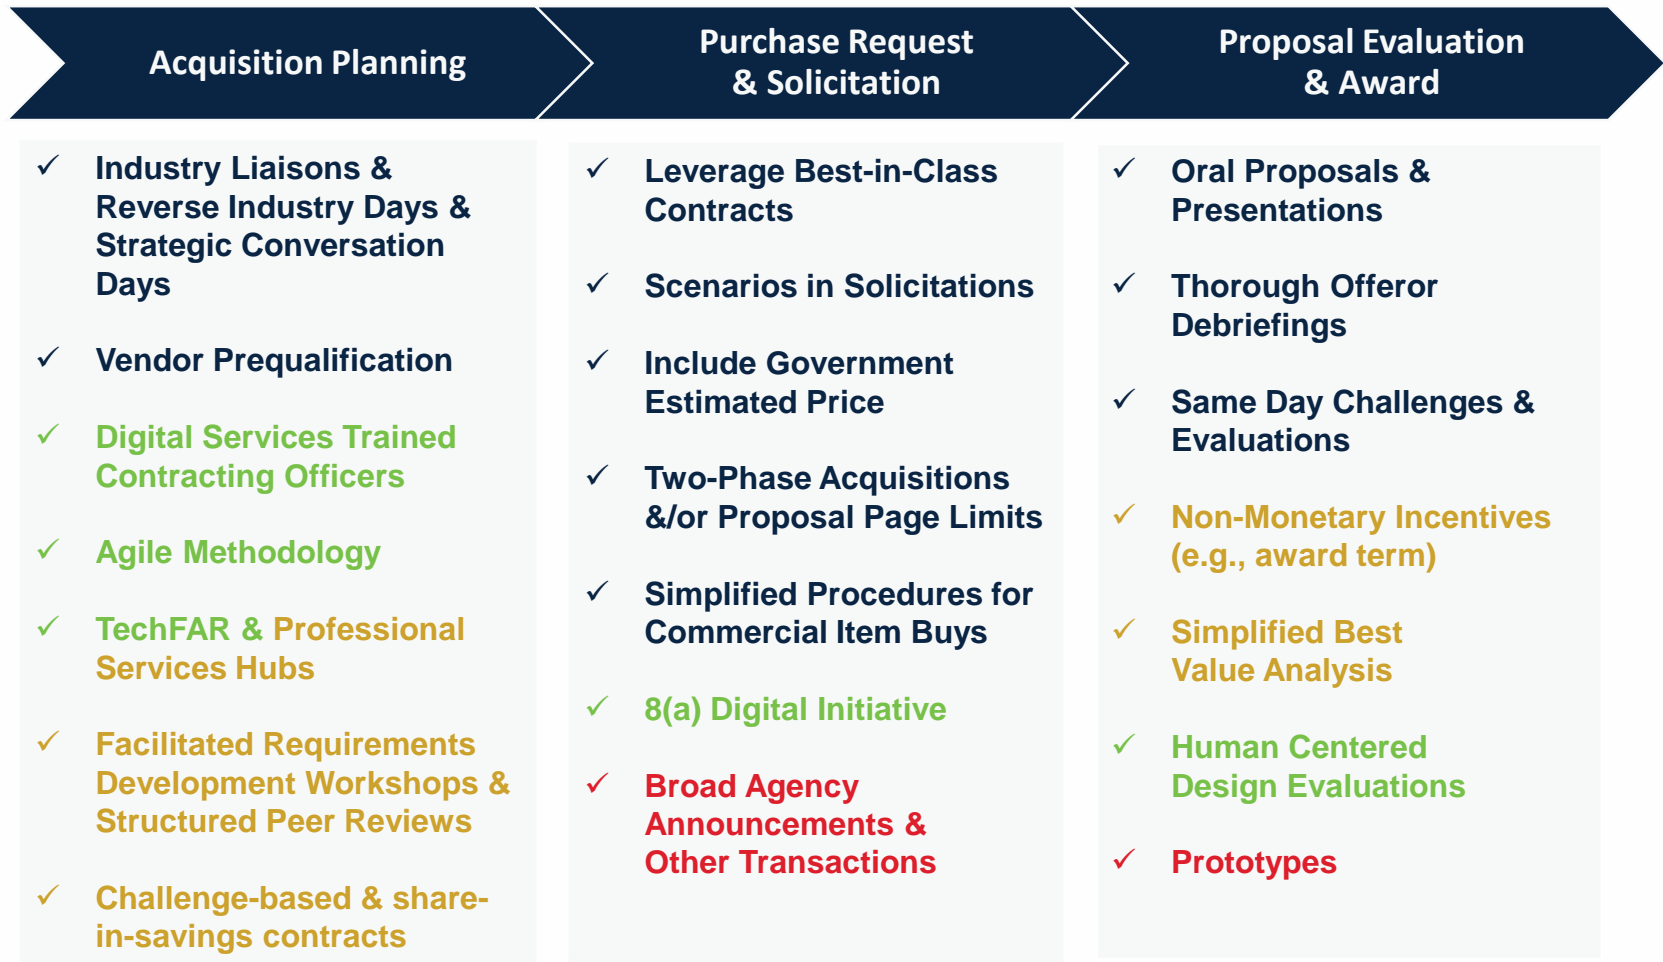 Acquisition Planning
Purchase Request
& Solicitation
Proposal Evaluation
& Award
✓ Industry Liaisons &
Reverse Industry Days &
Strategic Conversation
Days
✓ Vendor Prequalification
✓ Digital Services Trained
Contracting Officers
✓ Agile Methodology
✓ TechFAR & Professional
Services Hubs
✓ Facilitated Requirements
Development Workshops &
Structured Peer Reviews
✓ Challenge-based & share-
in-savings contracts
✓ Leverage Best-in-Class
Contracts
✓ Scenarios in Solicitations
✓ Include Government
Estimated Price
✓ Two-Phase Acquisitions
&/or Proposal Page Limits
✓ Simplified Procedures for
Commercial Item Buys
✓ 8(a) Digital Initiative
✓ Broad Agency
Announcements &
Other Transactions
✓ Oral Proposals &
Presentations
✓ Thorough Offeror
Debriefings
✓ Same Day Challenges &
Evaluations
✓ Non-Monetary Incentives
(e.g., award term)
✓ Simplified Best
Value Analysis
✓ Human Centered
Design Evaluations
✓ Prototypes